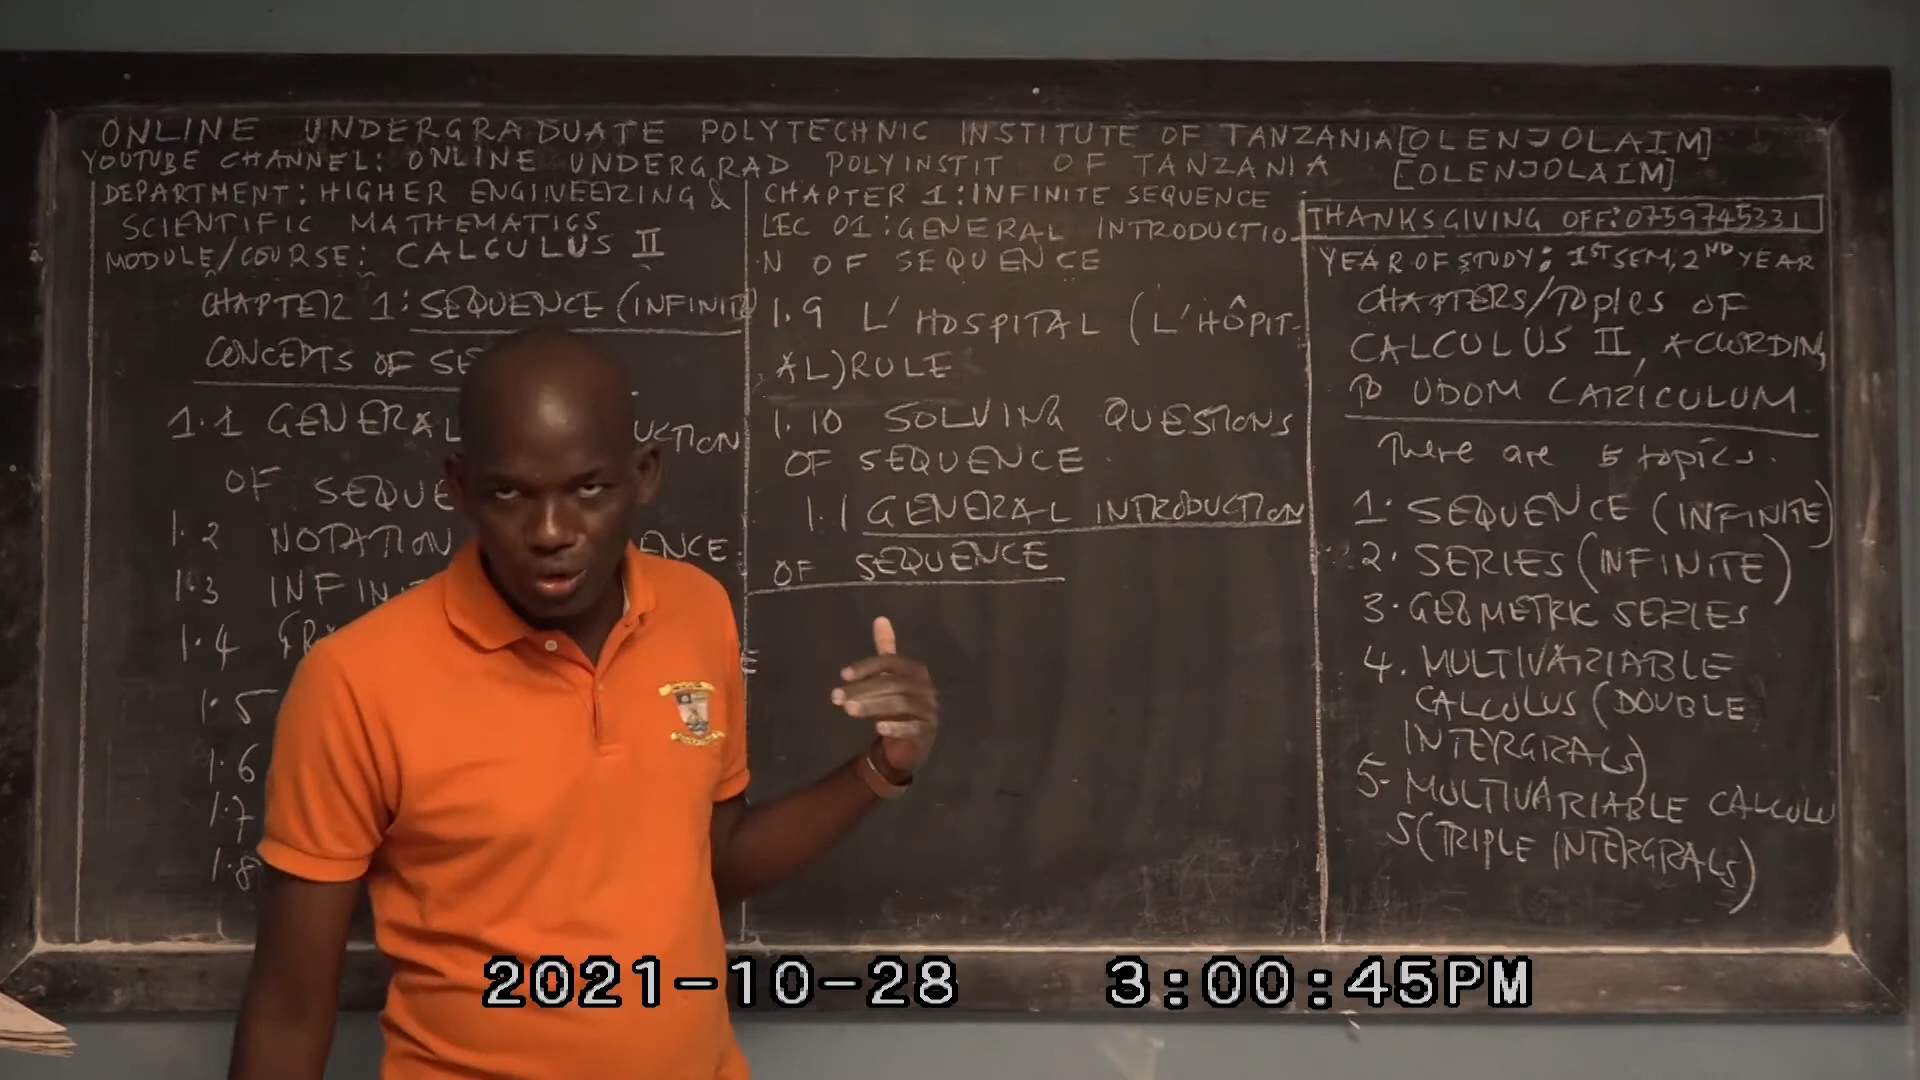 ONLINE UNDERGRADUATE POLYTECHNIC INSTITUTE OF TANZANIA[OLENJOLAIM]
YOUTUBE CHANNEL: ONLINE UNDERGRAD POLYINSTIT OF TANZANIA [OLENJOLAIM]
DEPARTMENT: HIGHER ENGINEERING &
SCIENTIFIC MATHEMATICS
MODULE/COURSE: CALCULUS II
CHAPTER 1: SEQUENCE (INFINITE
CONCEPTS OF SE
1.1 GENERAL UCTION
OF SEQUE
1.2 NOTATION ENCE
1.3 INFINI
1.4
1.5
1.6
1.7
1.8
CHAPTER 1: INFINITE SEQUENCE
LEC 01: GENERAL INTRODUCTIO
N OF SEQUENCE
1.9 L'HOSPITAL (L'HÔPIT-
AL) RULE
1.10 SOLVING QUESTIONS
OF SEQUENCE.
1.1 GENERAL INTRODUCTION
OF SEQUENCE
THANKSGIVING OFF: 0759745331
YEAR OF STUDY: 1ST SEM, 2ND YEAR
CHAPTERS/TOPICS OF
CALCULUS II, ACCORDING
TO UDOM CARICULUM.
There are 5 topics.
1. SEQUENCE (INFINITE)
2. SERIES (INFINITE)
3. GEOMETRIC SERIES
4. MULTIVARIABLE
CALCULUS (DOUBLE
INTERGRALS)
5- MULTIVARIABLE CALCULU
S (TRIPLE INTERGRALS)
2021-10-28 3:00:45PM